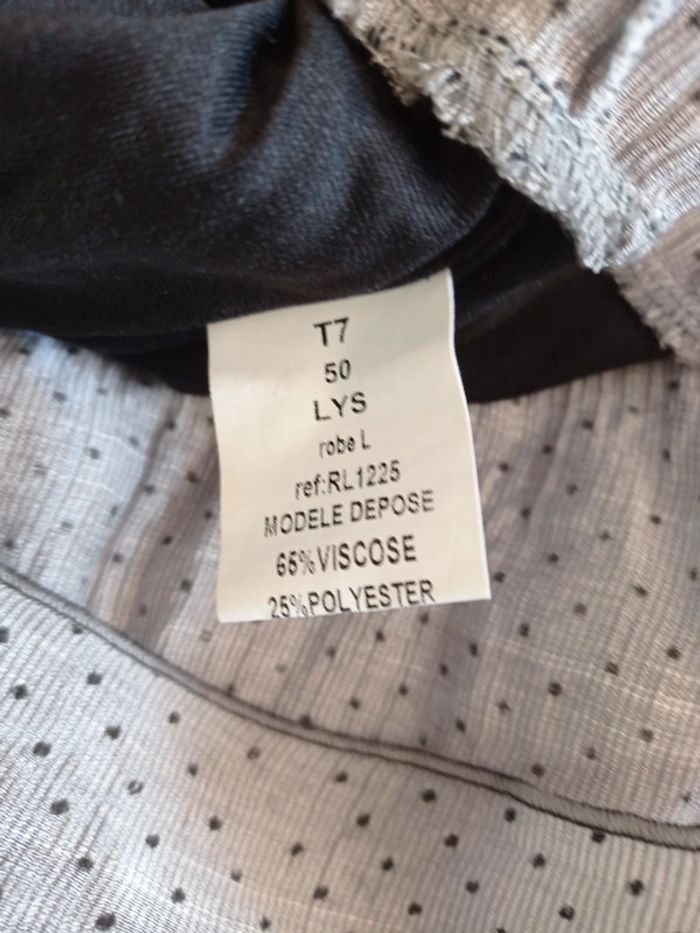 T7
50
LYS
robe L
ref:RL1225
MODELE DEPOSE
65%VISCOSE
25%POLYESTER